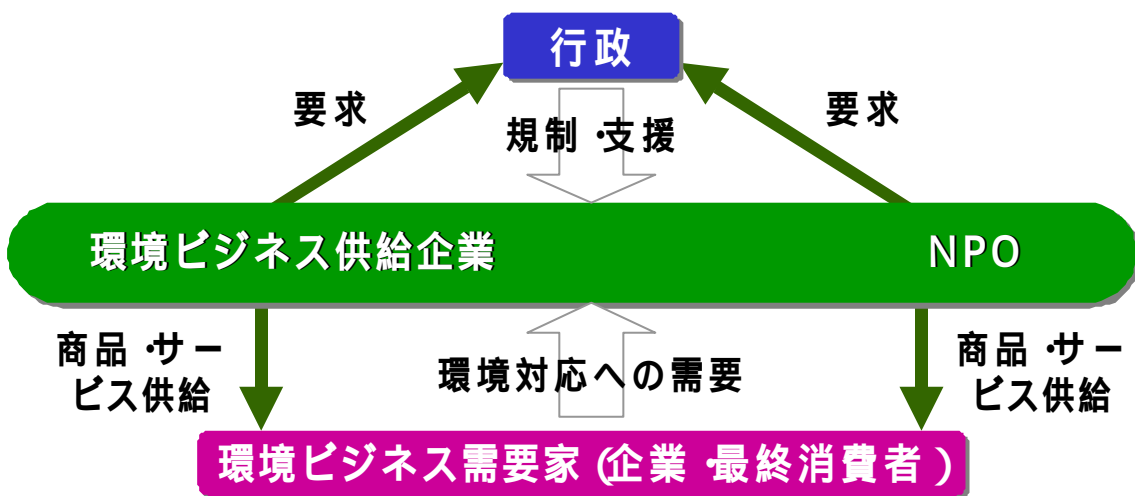 行政
要求
要求
規制・支援
環境ビジネス供給企業
NPO
商品・サー
ビス供給
環境対応への需要
商品・サー
ビス供給
環境ビジネス需要家(企業・最終消費者)